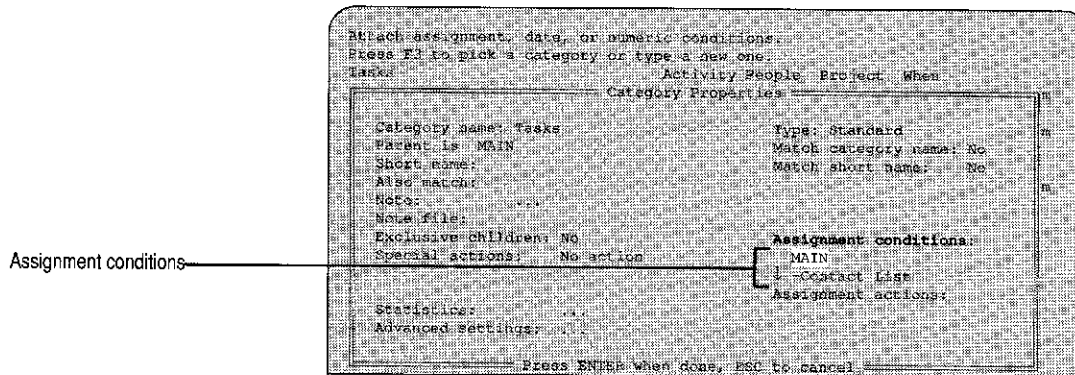 Attach assignment, date, or numeric conditions.
Press F3 to pick a category or type a new one.
Tasks Activity People Project When
Category Properties
m
Category name: Tasks Type: Standard
m
Parent is MAIN Match category name: No
Short name: Match short name: No
Also match:
m
Note: ...
Note file:
Exclusive children: No Assignment conditions:
Special actions: No action MAIN
Assignment conditions
-Contact List
Assignment actions:
Statistics: ...
Advanced settings: ...
Press ENTER when done, ESC to cancel